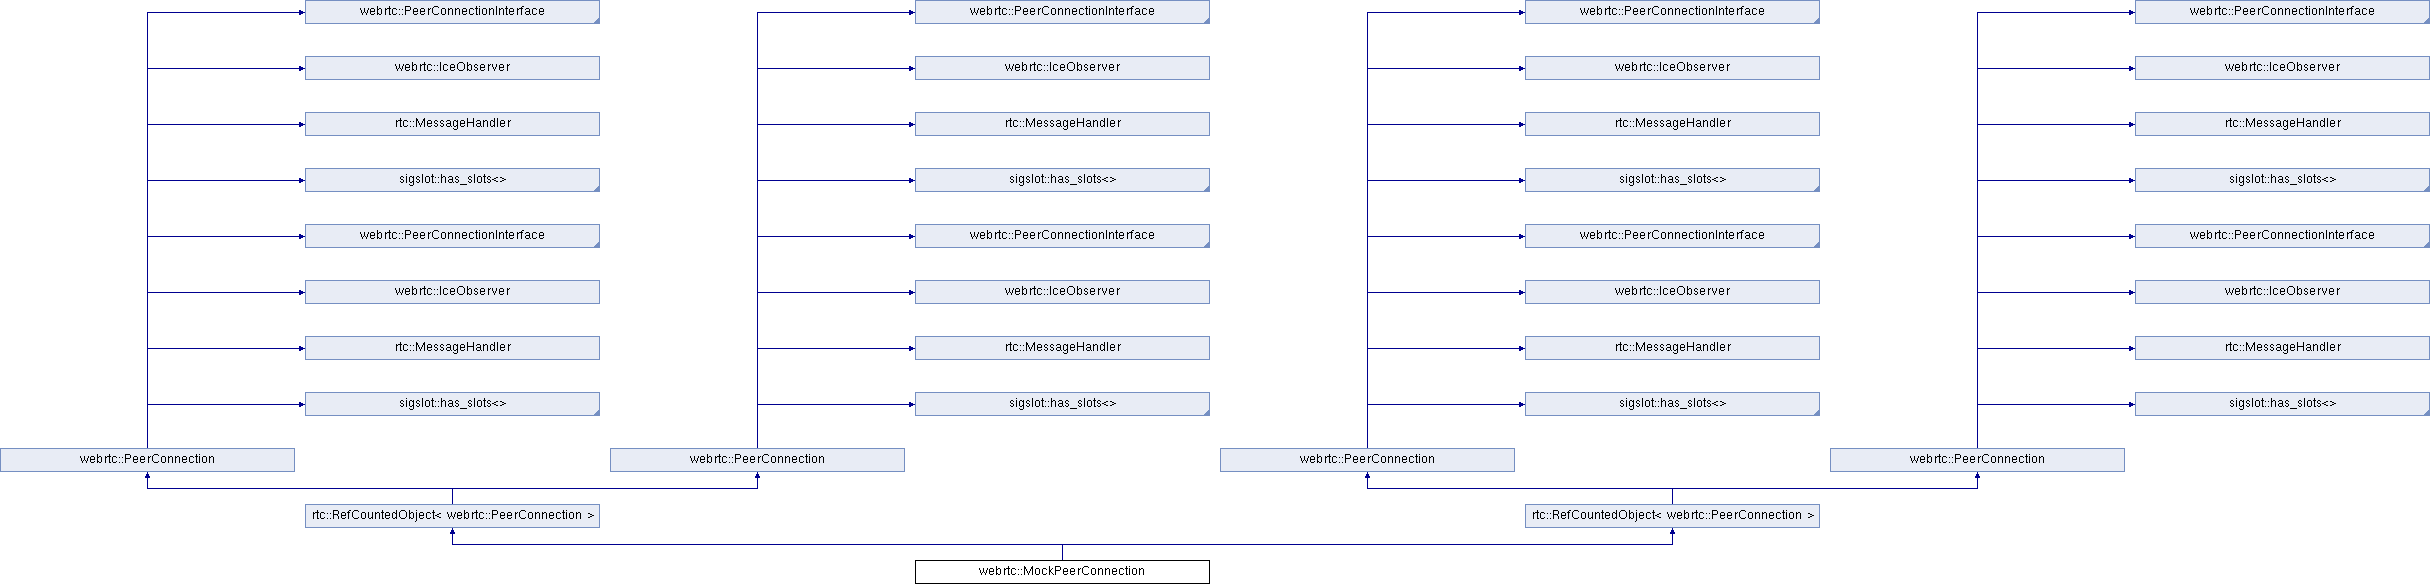 webrtc::PeerConnectionInterface webrtc::PeerConnectionInterface webrtc::PeerConnectionInterface webrtc::PeerConnectionInterface
webrtc::IceObserver webrtc::IceObserver webrtc::IceObserver webrtc::IceObserver
rtc::MessageHandler rtc::MessageHandler rtc::MessageHandler rtc::MessageHandler
sigslot::has_slots<> sigslot::has_slots<> sigslot::has_slots<> sigslot::has_slots<>
webrtc::PeerConnectionInterface webrtc::PeerConnectionInterface webrtc::PeerConnectionInterface webrtc::PeerConnectionInterface
webrtc::IceObserver webrtc::IceObserver webrtc::IceObserver webrtc::IceObserver
rtc::MessageHandler rtc::MessageHandler rtc::MessageHandler rtc::MessageHandler
sigslot::has_slots<> sigslot::has_slots<> sigslot::has_slots<> sigslot::has_slots<>
webrtc::PeerConnection webrtc::PeerConnection webrtc::PeerConnection webrtc::PeerConnection
rtc::RefCountedObject< webrtc::PeerConnection > rtc::RefCountedObject< webrtc::PeerConnection >
webrtc::MockPeerConnection